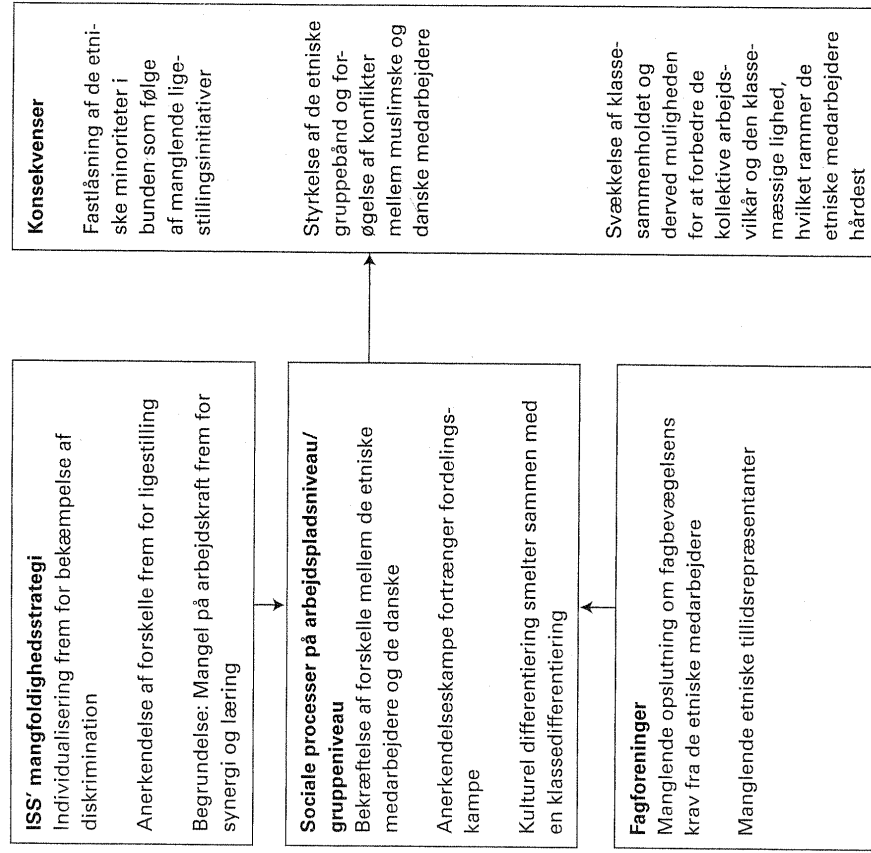 ISS' mangfoldighedsstrategi
Individualisering frem for bekæmpelse af
diskrimination
Anerkendelse af forskelle frem for ligestilling
Begrundelse: Mangel på arbejdskraft frem for
synergi og læring
Sociale processer på arbejdspladsniveau/
gruppeniveau
Bekræftelse af forskelle mellem de etniske
medarbejdere og de danske
Anerkendelseskampe fortrænger fordelings-
kampe
Kulturel differentiering smelter sammen med
en klassedifferentiering
Fagforeninger
Manglende opslutning om fagbevægelsens
krav fra de etniske medarbejdere
Manglende etniske tillidsrepræsentanter
Konsekvenser
Fastlåsning af de etni-
ske minoriteter i
bunden som følge
af manglende lige-
stillingsinitiativer
Styrkelse af de etniske
gruppebånd og for-
øgelse af konflikter
mellem muslimske og
danske medarbejdere
Svækkelse af klasse-
sammenholdet og
derved muligheden
for at forbedre de
kollektive arbejds-
vilkår og den klasse-
mæssige lighed,
hvilket rammer de
etniske medarbejdere
hårdest